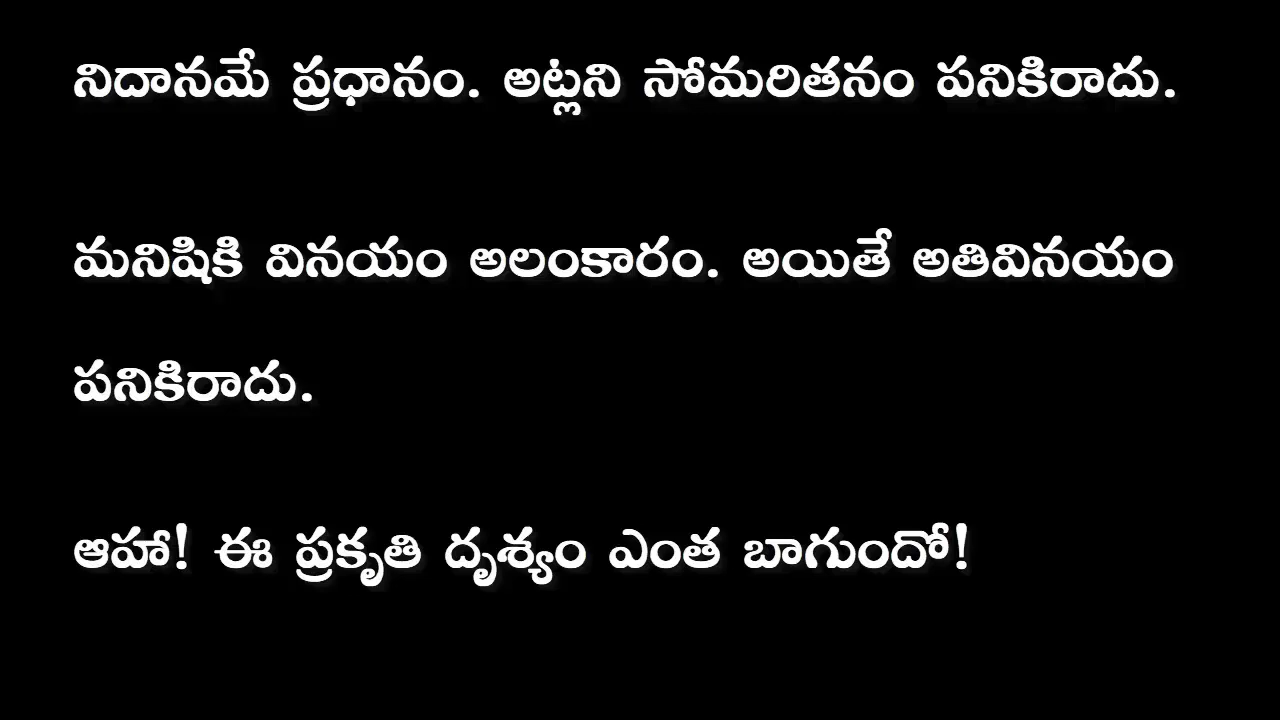 నిదానమే ప్రధానం. అట్లని సోమరితనం పనికిరాదు.
మనిషికి వినయం అలంకారం. అయితే అతివినయం
పనికిరాదు.
ఆహా! ఈ ప్రకృతి దృశ్యం ఎంత బాగుందో!